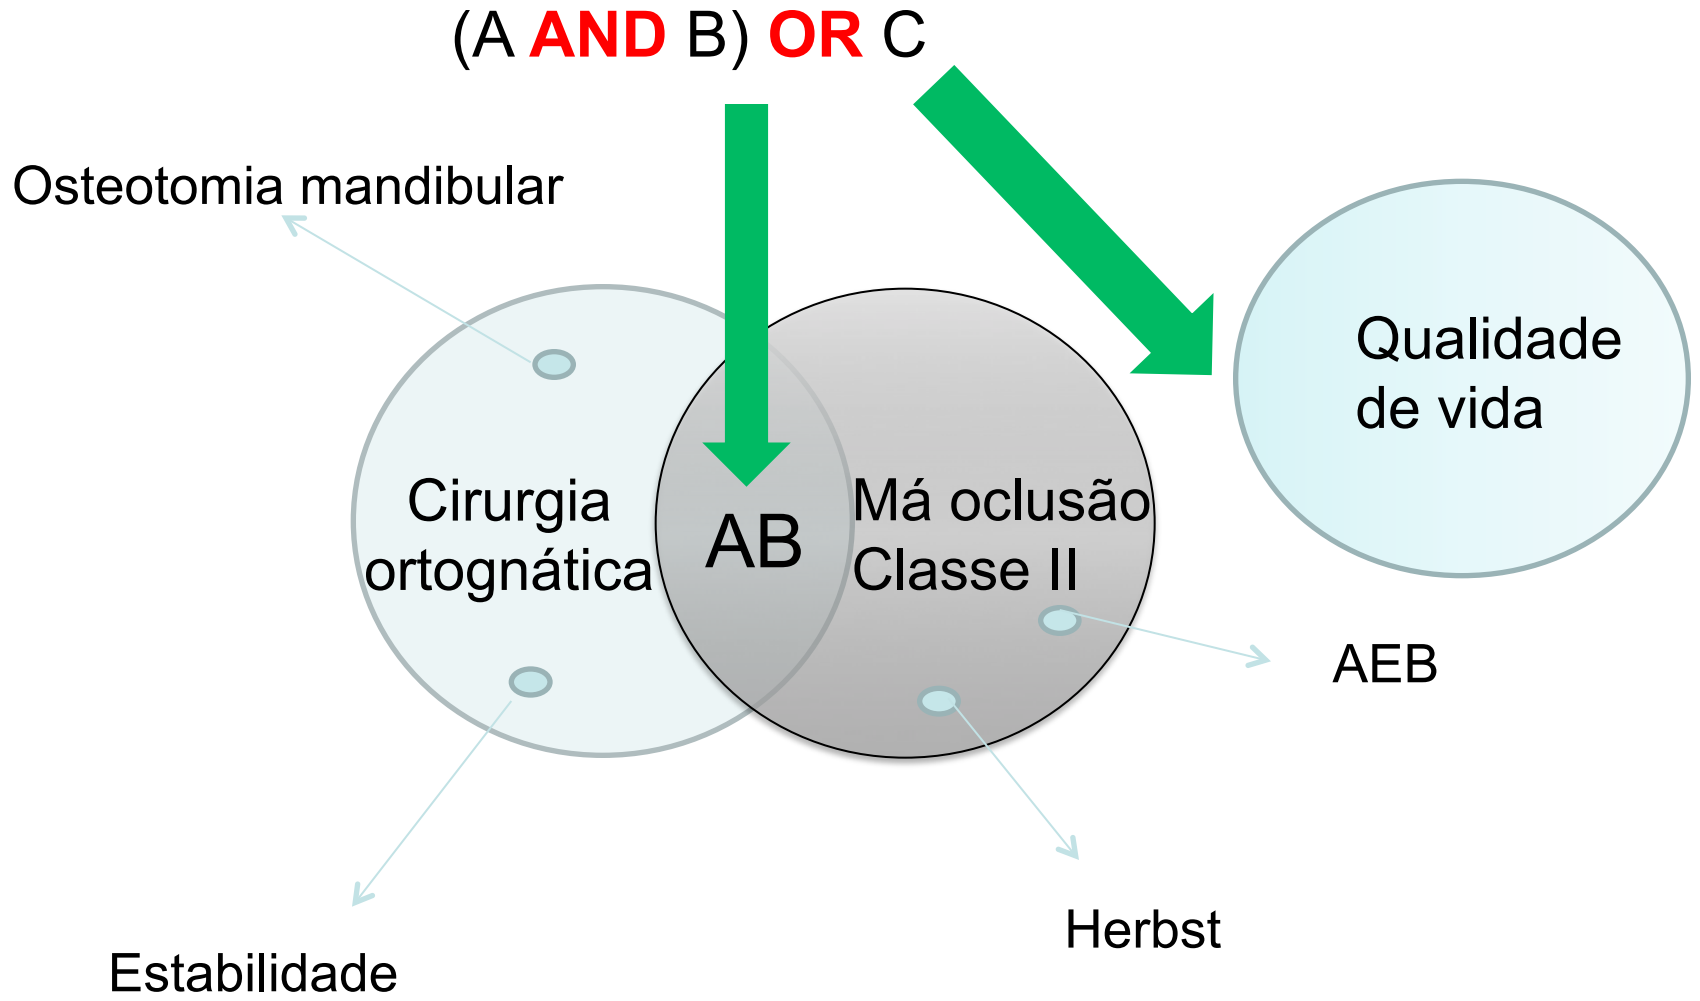 (A AND B) OR C
Osteotomia mandibular
Qualidade
de vida
Cirurgia
ortognática
AB
Má oclusão
Classe II
AEB
Herbst
Estabilidade